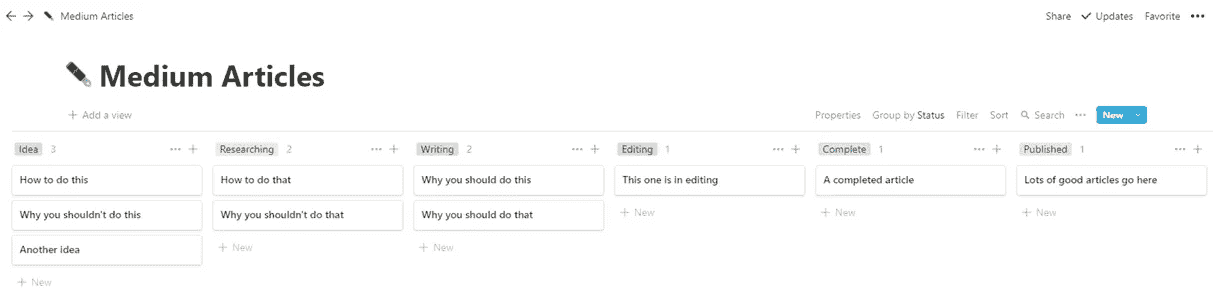 Medium Articles
Share Updates Favorite
Medium Articles
+ Add a view
Properties Group by Status Filter Sort Search New
Idea 3
How to do this
Why you shouldn't do this
Another idea
+ New
Researching 2
How to do that
Why you shouldn't do that
+ New
Writing 2
Why you should do this
Why you should do that
+ New
Editing 1
This one is in editing
+ New
Complete 1
A completed article
+ New
Published 1
Lots of good articles go here
+ New